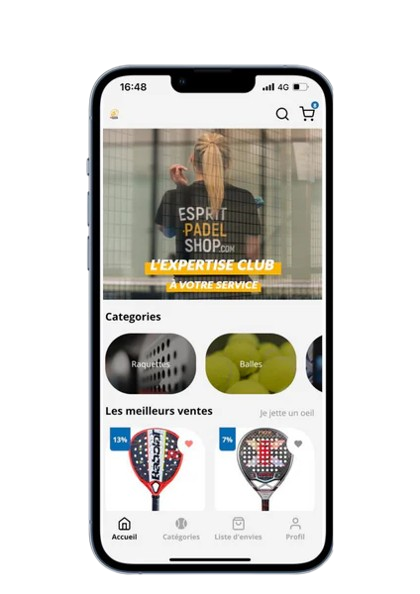 16:48
4G
ESPRIT
PADEL
SHOP.COM
L'EXPERTISE CLUB
À VOTRE SERVICE
Categories
Raquettes
Balles
Les meilleurs ventes
Je jette un oeil
13%
7%
Accueil
Catégories
Liste d'envies
Profil